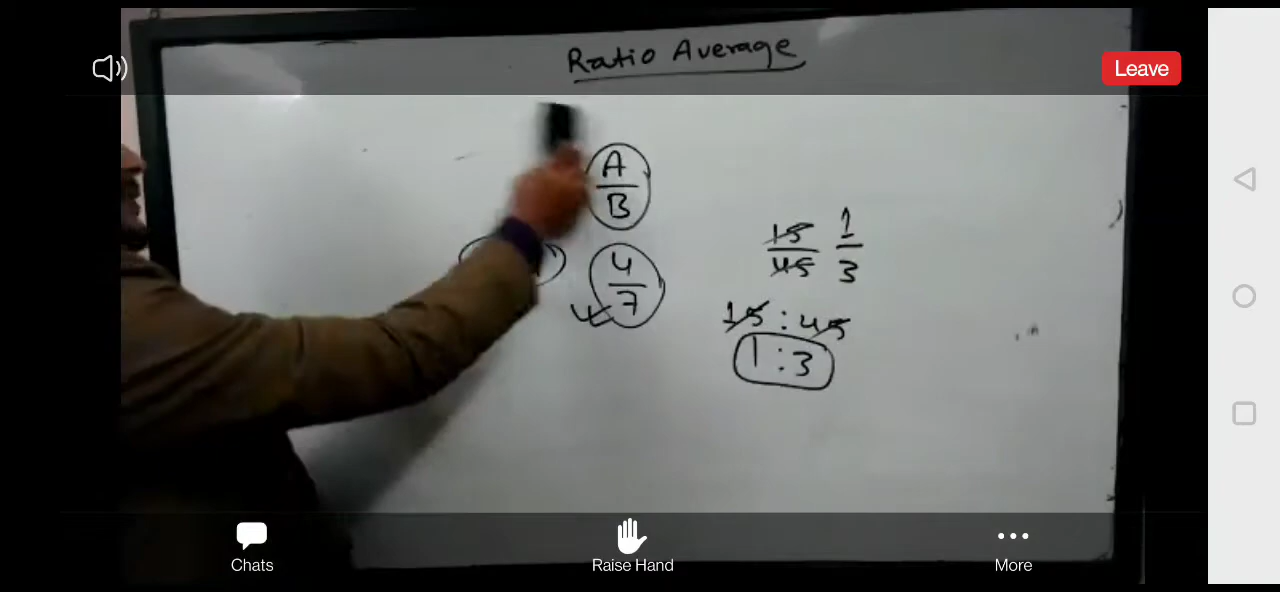 Ratio Average
Leave
A
B
4
7
15 1
45 3
15 : 45
1 : 3
Chats
Raise Hand
More